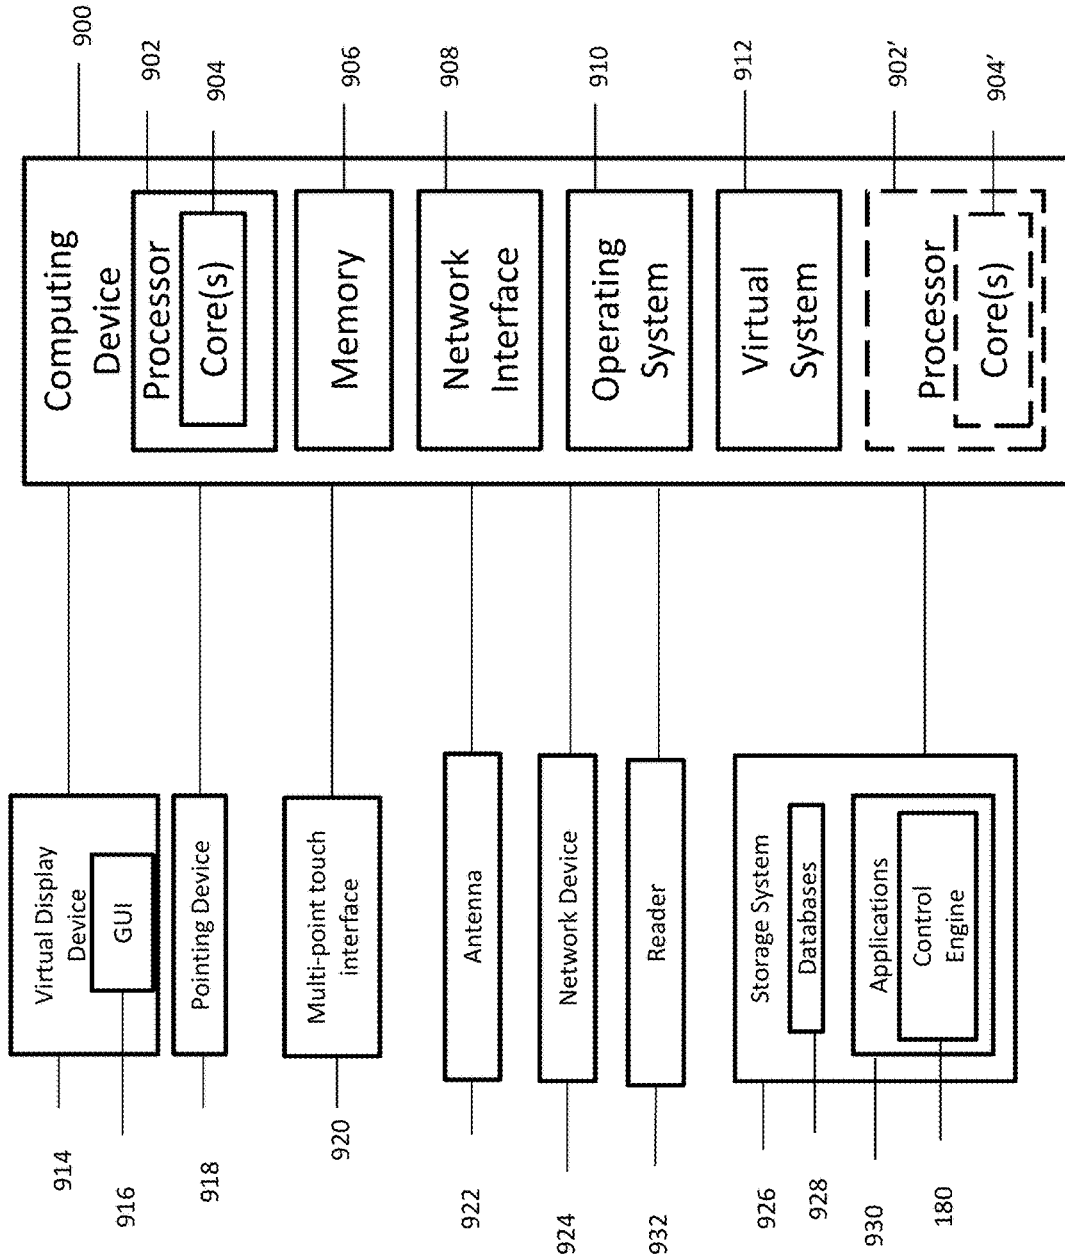 900
902
904
906
908
910
912
902'
904'
Computing
Device
Processor
Core(s)
Memory
Network
Interface
Operating
System
Virtual
System
Processor
Core(s)
Virtual Display
Device
GUI
Pointing Device
Multi-point touch
interface
Antenna
Network Device
Reader
Storage System
Databases
Applications
Control
Engine
914
916
918
920
922
924
932
926
928
930
180